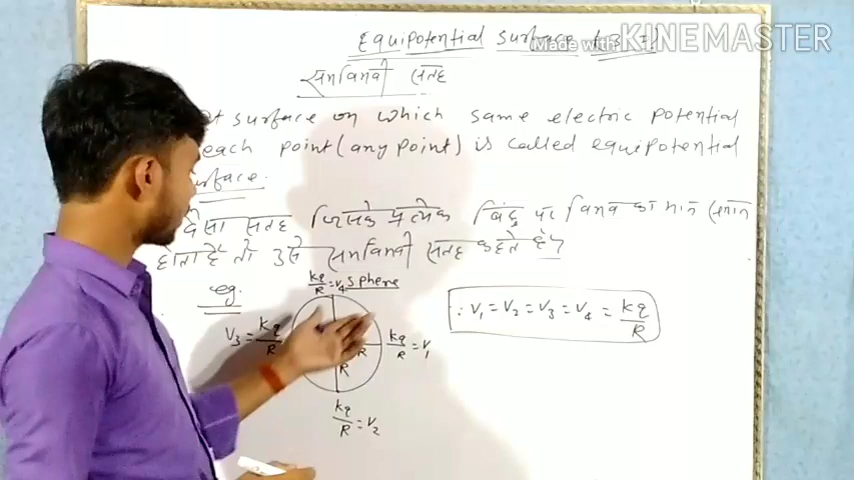 Equipotential surface
Made with KINEMASTER
समविभवी सतह
surface on which same electric potential
each point (any point) is called equipotential
surface.
सतह जिसके प्रत्येक बिंदु पर विभव का मान समान
होता है तो उसे समविभवी सतह कहते हैं
eg.
kq/R = V4 sphere
V3 = kq/R
kq/R = V1
R
R
kq/R = V2
∴ V1 = V2 = V3 = V4 = kq/R